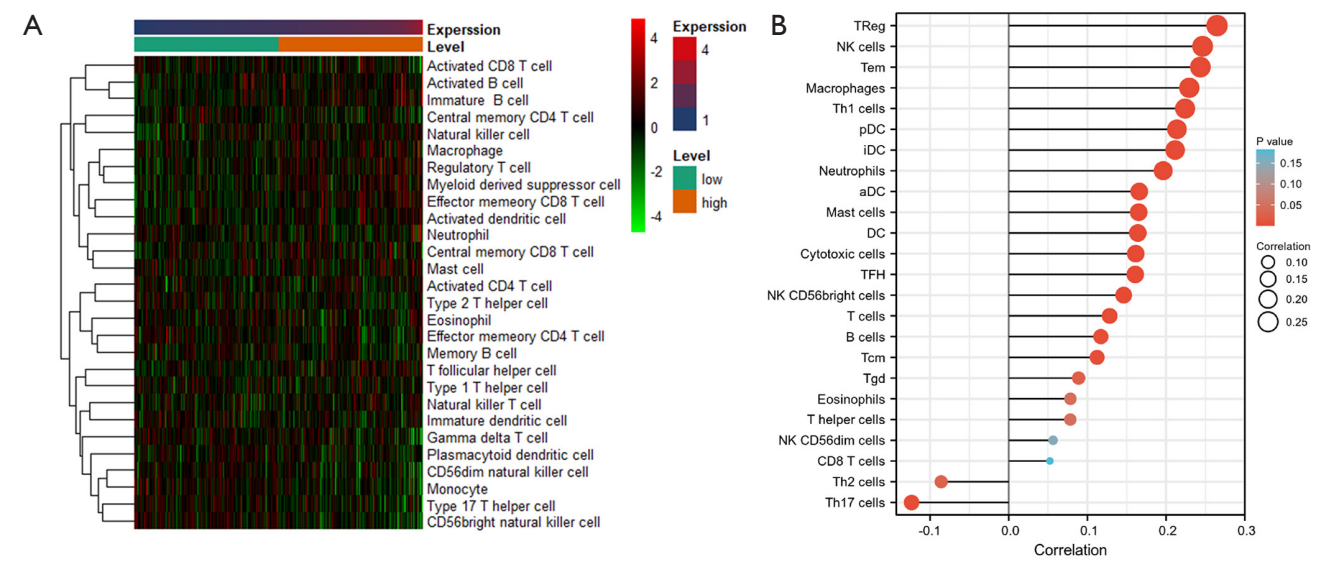 A
Experssion
Level
Activated CD8 T cell
Activated B cell
Immature B cell
Central memory CD4 T cell
Natural killer cell
Macrophage
Regulatory T cell
Myeloid derived suppressor cell
Effector memeory CD8 T cell
Activated dendritic cell
Neutrophil
Central memory CD8 T cell
Mast cell
Activated CD4 T cell
Type 2 T helper cell
Eosinophil
Effector memeory CD4 T cell
Memory B cell
T follicular helper cell
Type 1 T helper cell
Natural killer T cell
Immature dendritic cell
Gamma delta T cell
Plasmacytoid dendritic cell
CD56dim natural killer cell
Monocyte
Type 17 T helper cell
CD56bright natural killer cell
4
2
0
-2
-4
Experssion
4
1
Level
low
high
B
TReg
NK cells
Tem
Macrophages
Th1 cells
pDC
iDC
Neutrophils
aDC
Mast cells
DC
Cytotoxic cells
TFH
NK CD56bright cells
T cells
B cells
Tcm
Tgd
Eosinophils
T helper cells
NK CD56dim cells
CD8 T cells
Th2 cells
Th17 cells
-0.1 0.0 0.1 0.2 0.3
Correlation
P value
0.15
0.10
0.05
Correlation
0.10
0.15
0.20
0.25